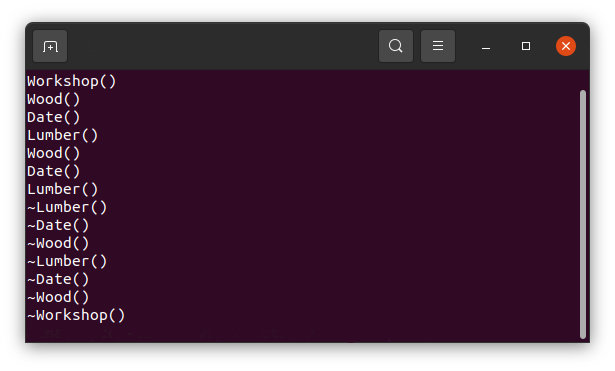 Workshop()
Wood()
Date()
Lumber()
Wood()
Date()
Lumber()
~Lumber()
~Date()
~Wood()
~Lumber()
~Date()
~Wood()
~Workshop()